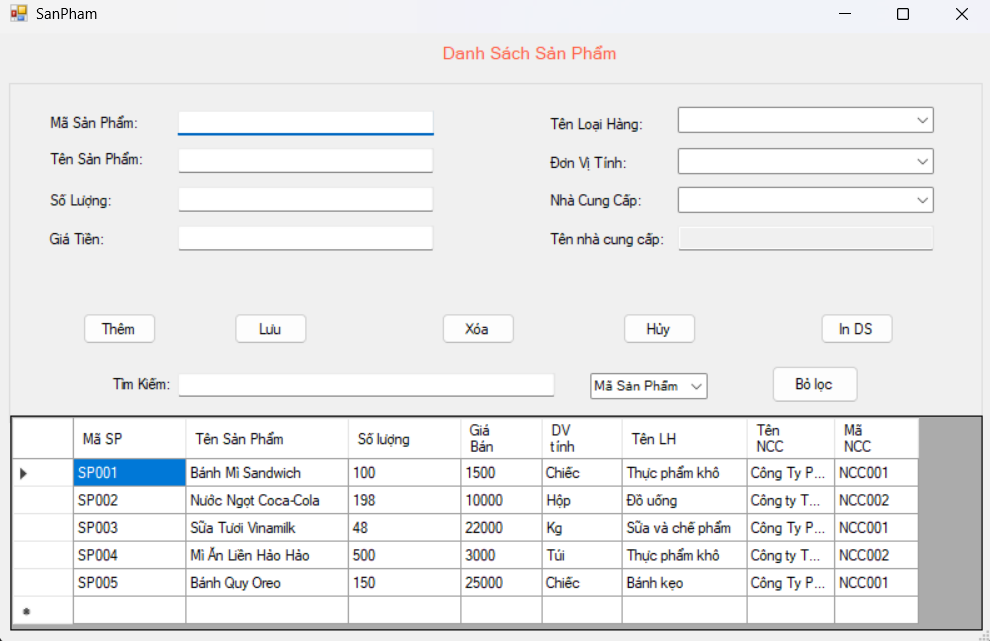 SanPham
Danh Sách Sản Phẩm
Mã Sản Phẩm:
Tên Loại Hàng:
Tên Sản Phẩm:
Đơn Vị Tính:
Số Lượng:
Nhà Cung Cấp:
Giá Tiền:
Tên nhà cung cấp:
Thêm Lưu Xóa Hủy In DS
Tìm Kiếm: Mã Sản Phẩm Bỏ lọc
Mã SP Tên Sản Phẩm Số lượng Giá Bán DV tính Tên LH Tên NCC Mã NCC
SP001 Bánh Mì Sandwich 100 1500 Chiếc Thực phẩm khô Công Ty P... NCC001
SP002 Nước Ngọt Coca-Cola 198 10000 Hộp Đồ uống Công ty T... NCC002
SP003 Sữa Tươi Vinamilk 48 22000 Kg Sữa và chế phẩm Công Ty P... NCC001
SP004 Mì Ăn Liền Hảo Hảo 500 3000 Túi Thực phẩm khô Công ty T... NCC002
SP005 Bánh Quy Oreo 150 25000 Chiếc Bánh kẹo Công Ty P... NCC001